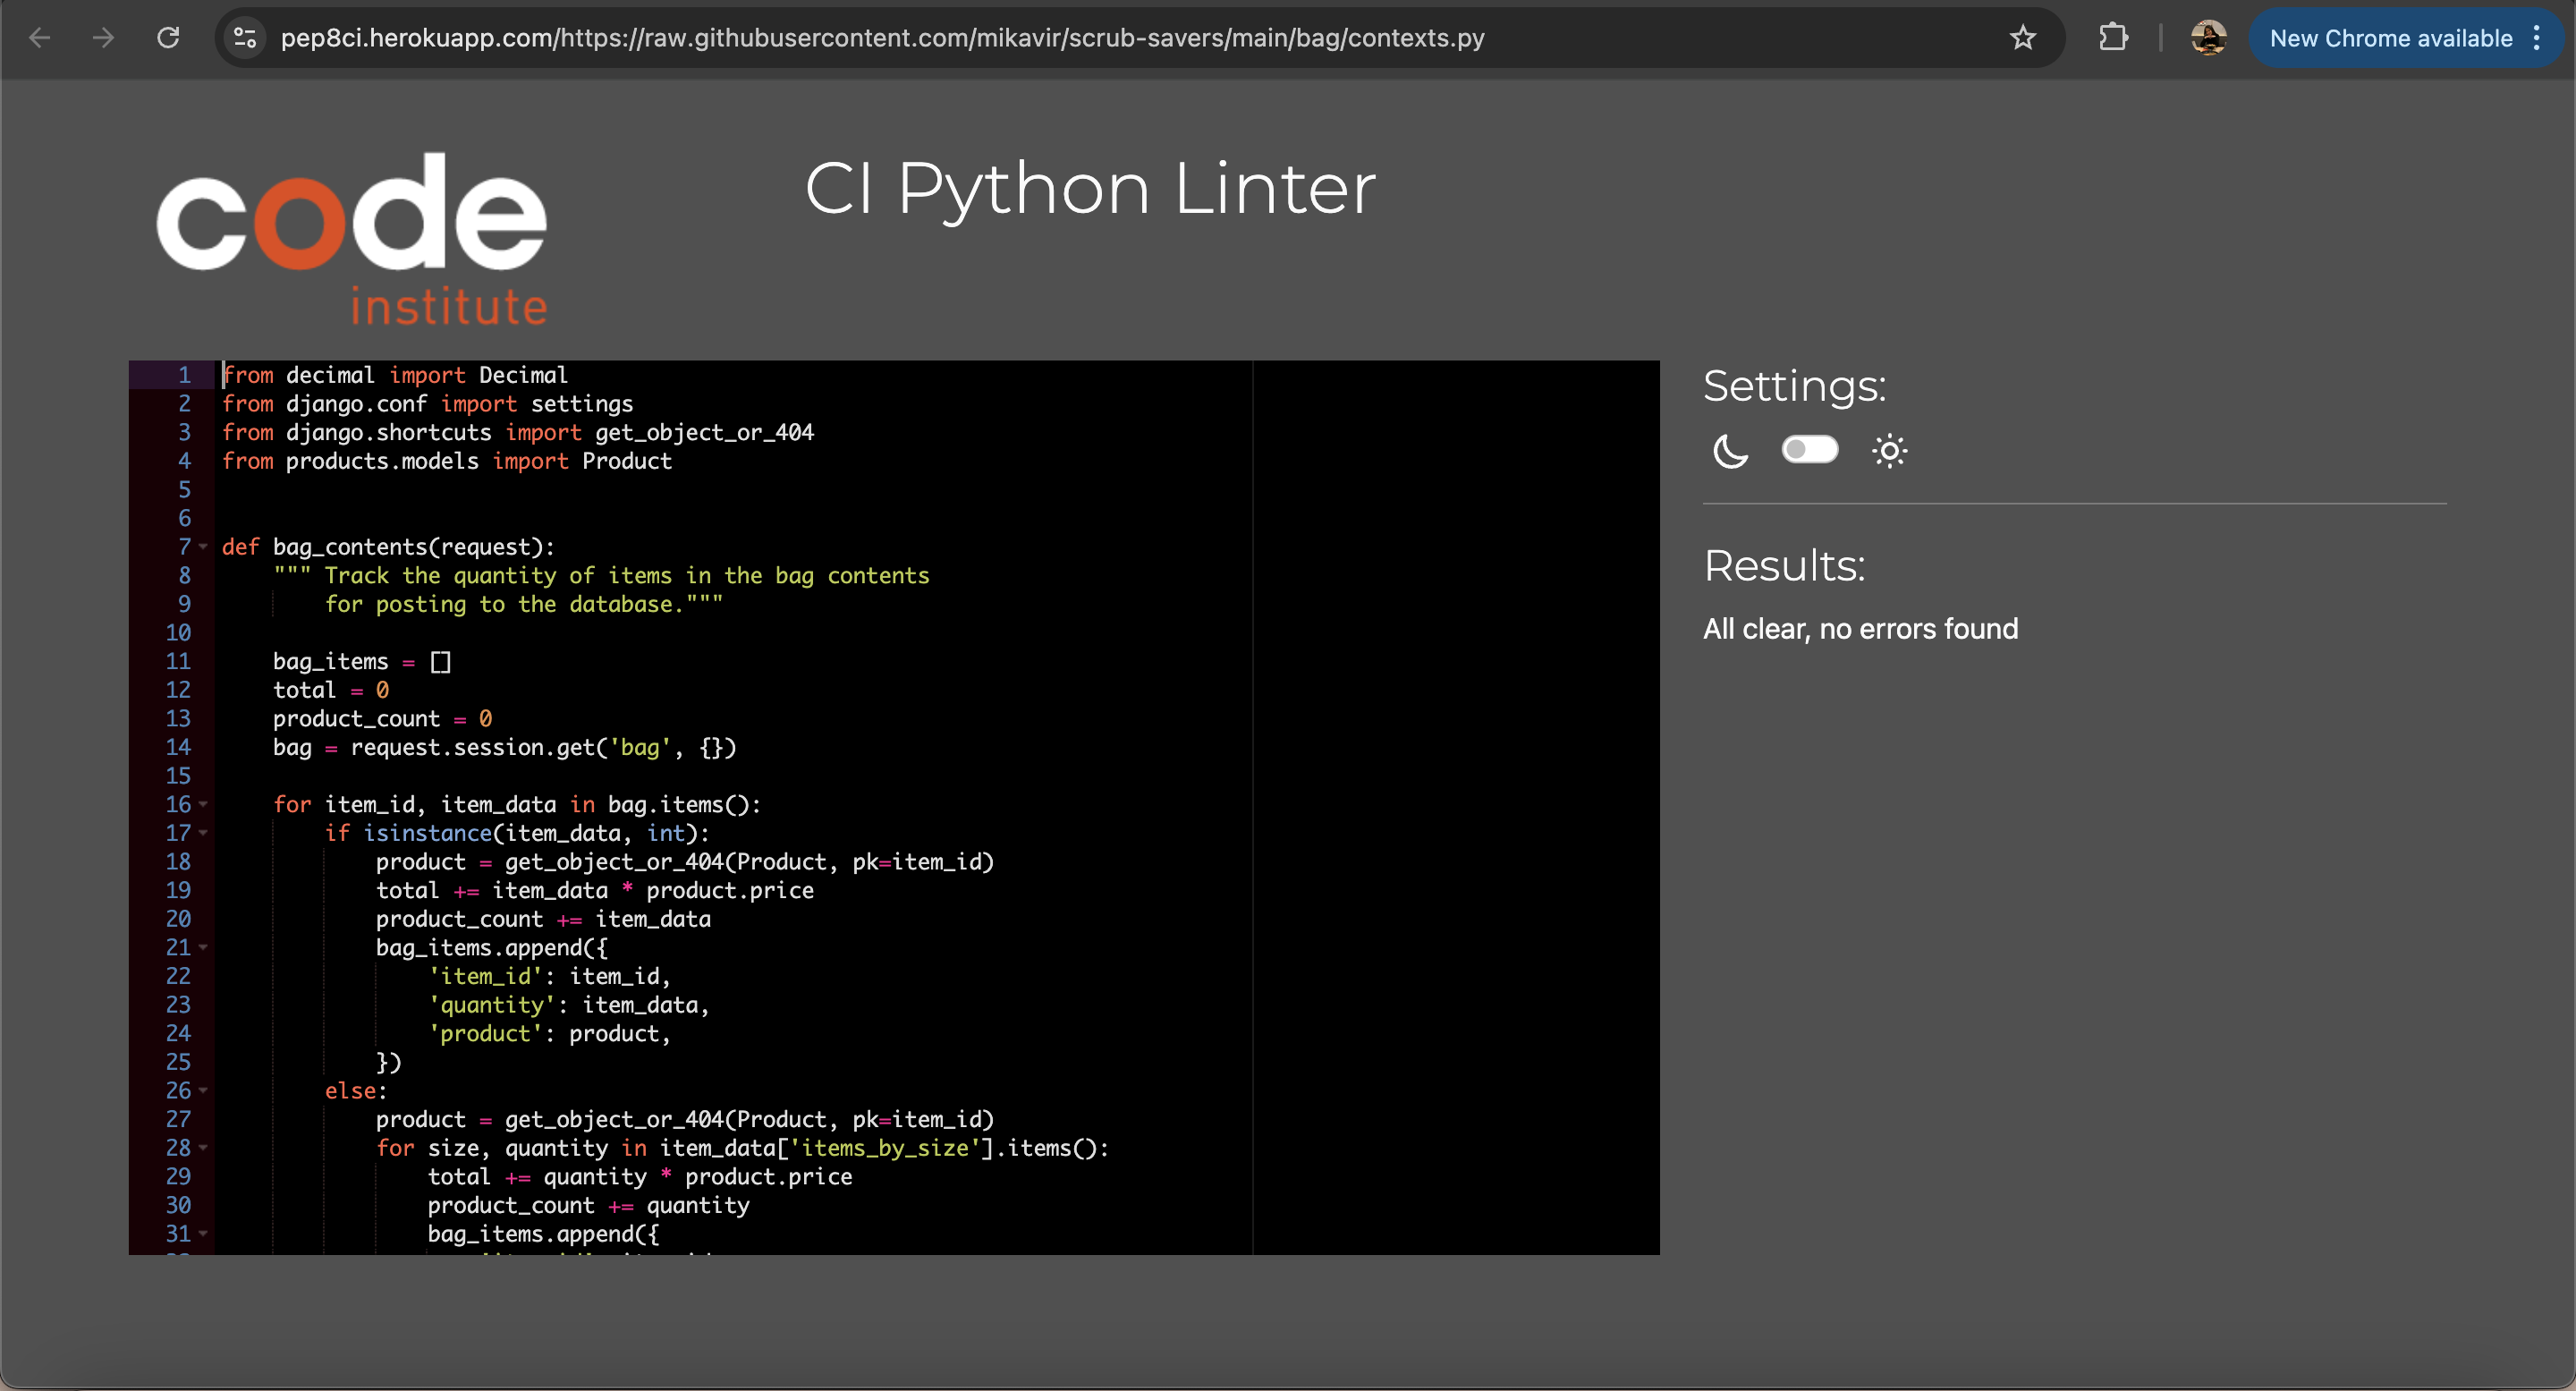 pep8ci.herokuapp.com/https://raw.githubusercontent.com/mikavir/scrub-savers/main/bag/contexts.py
New Chrome available
code
institute
CI Python Linter
1 from decimal import Decimal
2 from django.conf import settings
3 from django.shortcuts import get_object_or_404
4 from products.models import Product
5
6
7 def bag_contents(request):
8     """ Track the quantity of items in the bag contents
9         for posting to the database."""
10
11     bag_items = []
12     total = 0
13     product_count = 0
14     bag = request.session.get('bag', {})
15
16     for item_id, item_data in bag.items():
17         if isinstance(item_data, int):
18             product = get_object_or_404(Product, pk=item_id)
19             total += item_data * product.price
20             product_count += item_data
21             bag_items.append({
22                 'item_id': item_id,
23                 'quantity': item_data,
24                 'product': product,
25             })
26         else:
27             product = get_object_or_404(Product, pk=item_id)
28             for size, quantity in item_data['items_by_size'].items():
29                 total += quantity * product.price
30                 product_count += quantity
31                 bag_items.append({
Settings:
Results:
All clear, no errors found